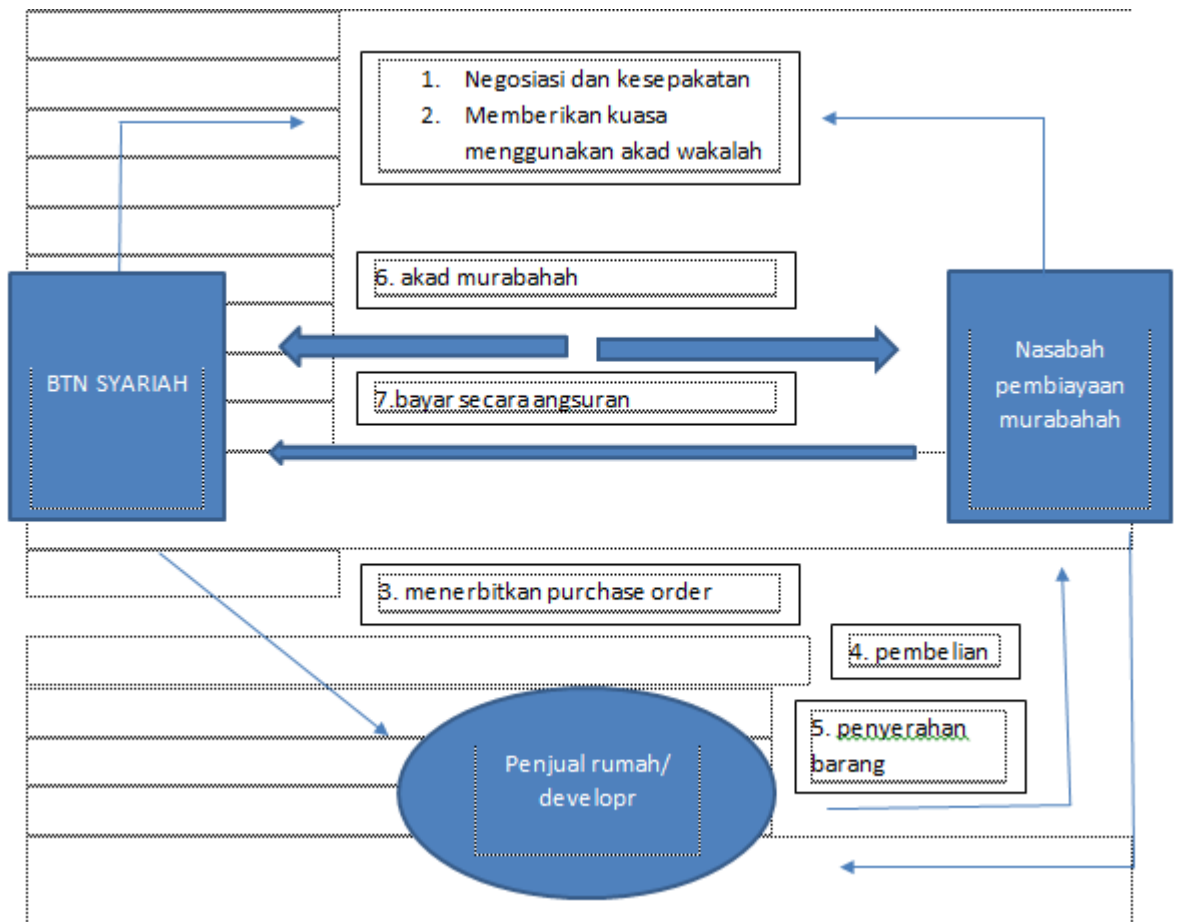 1. Negosiasi dan kesepakatan
2. Memberikan kuasa
menggunakan akad wakalah
6. akad murabahah
BTN SYARIAH
Nasabah
pembiayaan
murabahah
7.bayar secara angsuran
3. menerbitkan purchase order
4. pembelian
5. penyerahan
barang
Penjual rumah/
developr